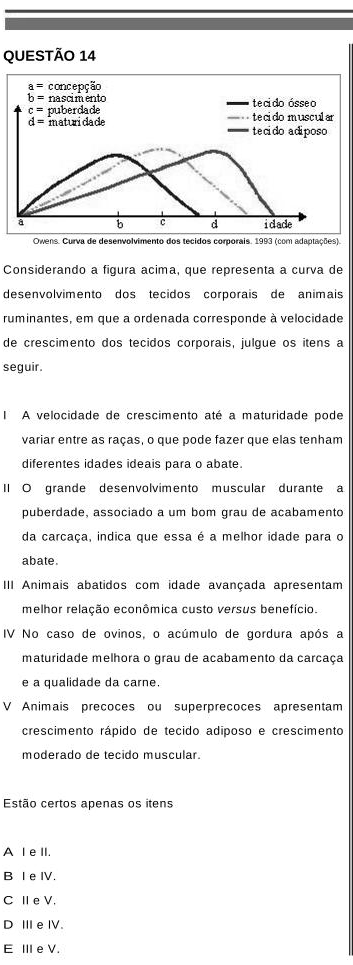 QUESTÃO 14
a = concepção
b = nascimento
c = puberdade
d = maturidade
tecido ósseo
tecido muscular
tecido adiposo
a b c d idade
Owens. Curva de desenvolvimento dos tecidos corporais. 1993 (com adaptações).
Considerando a figura acima, que representa a curva de
desenvolvimento dos tecidos corporais de animais
ruminantes, em que a ordenada corresponde à velocidade
de crescimento dos tecidos corporais, julgue os itens a
seguir.
I A velocidade de crescimento até a maturidade pode
variar entre as raças, o que pode fazer que elas tenham
diferentes idades ideais para o abate.
II O grande desenvolvimento muscular durante a
puberdade, associado a um bom grau de acabamento
da carcaça, indica que essa é a melhor idade para o
abate.
III Animais abatidos com idade avançada apresentam
melhor relação econômica custo versus benefício.
IV No caso de ovinos, o acúmulo de gordura após a
maturidade melhora o grau de acabamento da carcaça
e a qualidade da carne.
V Animais precoces ou superprecoces apresentam
crescimento rápido de tecido adiposo e crescimento
moderado de tecido muscular.
Estão certos apenas os itens
A I e II.
B I e IV.
C II e V.
D III e IV.
E III e V.